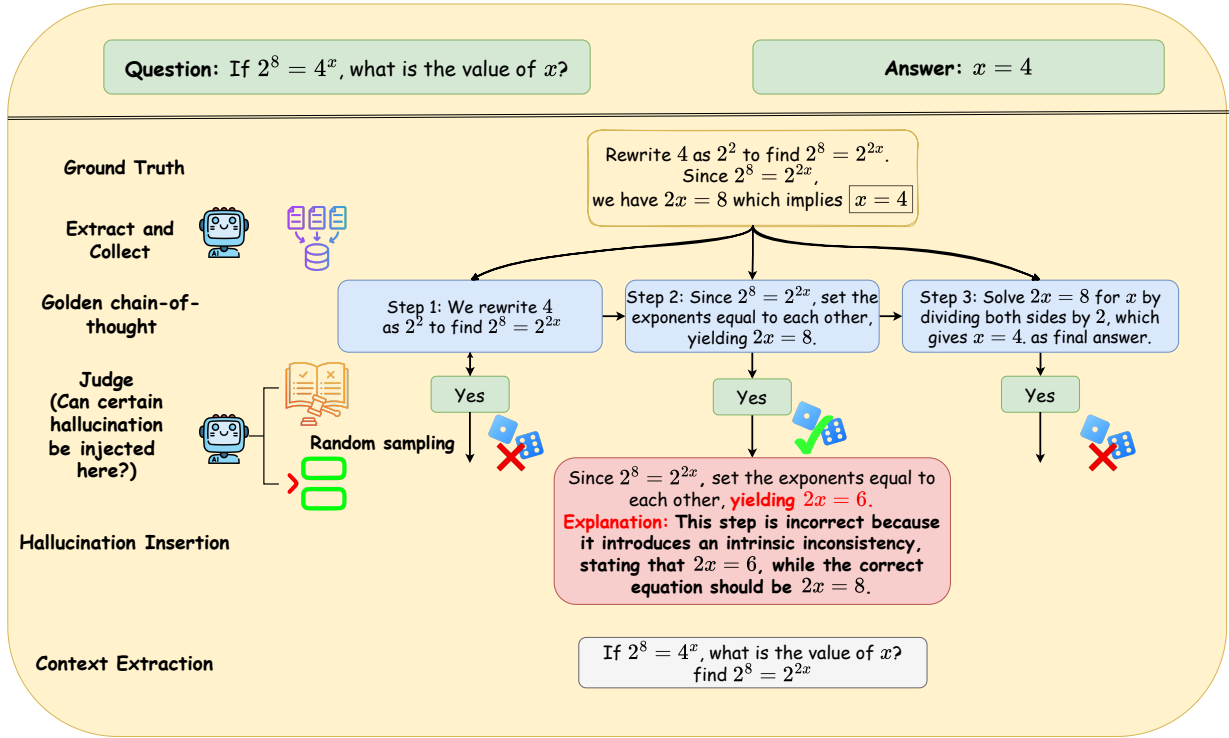 Question: If 2^8 = 4^x, what is the value of x?
Answer: x = 4
Ground Truth
Rewrite 4 as 2^2 to find 2^8 = 2^{2x}.
Since 2^8 = 2^{2x},
we have 2x = 8 which implies x = 4
Extract and
Collect
AI
Golden chain-of-
thought
Step 1: We rewrite 4
as 2^2 to find 2^8 = 2^{2x}
Step 2: Since 2^8 = 2^{2x}, set the
exponents equal to each other,
yielding 2x = 8.
Step 3: Solve 2x = 8 for x by
dividing both sides by 2, which
gives x = 4. as final answer.
Judge
(Can certain
hallucination
be injected
here?)
AI
Random sampling
Yes
Yes
Yes
Hallucination Insertion
Since 2^8 = 2^{2x}, set the exponents equal to
each other, yielding 2x = 6.
Explanation: This step is incorrect because
it introduces an intrinsic inconsistency,
stating that 2x = 6, while the correct
equation should be 2x = 8.
Context Extraction
If 2^8 = 4^x, what is the value of x?
find 2^8 = 2^{2x}